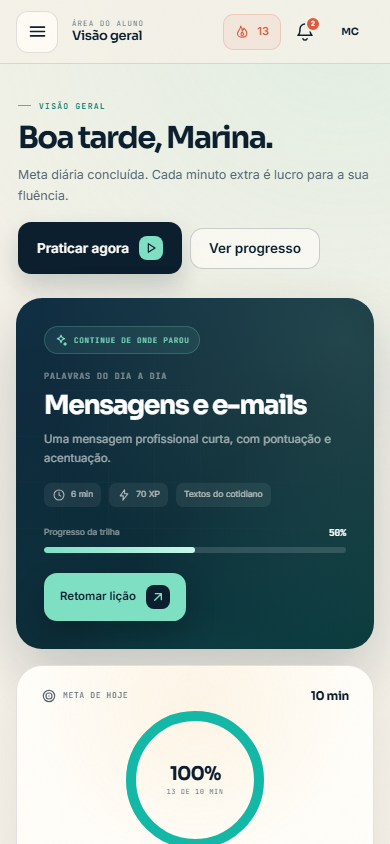 ÁREA DO ALUNO
Visão geral
13
2
MC
VISÃO GERAL
Boa tarde, Marina.
Meta diária concluída. Cada minuto extra é lucro para a sua
fluência.
Praticar agora
Ver progresso
CONTINUE DE ONDE PAROU
PALAVRAS DO DIA A DIA
Mensagens e e-mails
Uma mensagem profissional curta, com pontuação e
acentuação.
6 min
70 XP
Textos do cotidiano
Progresso da trilha
50%
Retomar lição
META DE HOJE
10 min
100%
13 DE 10 MIN